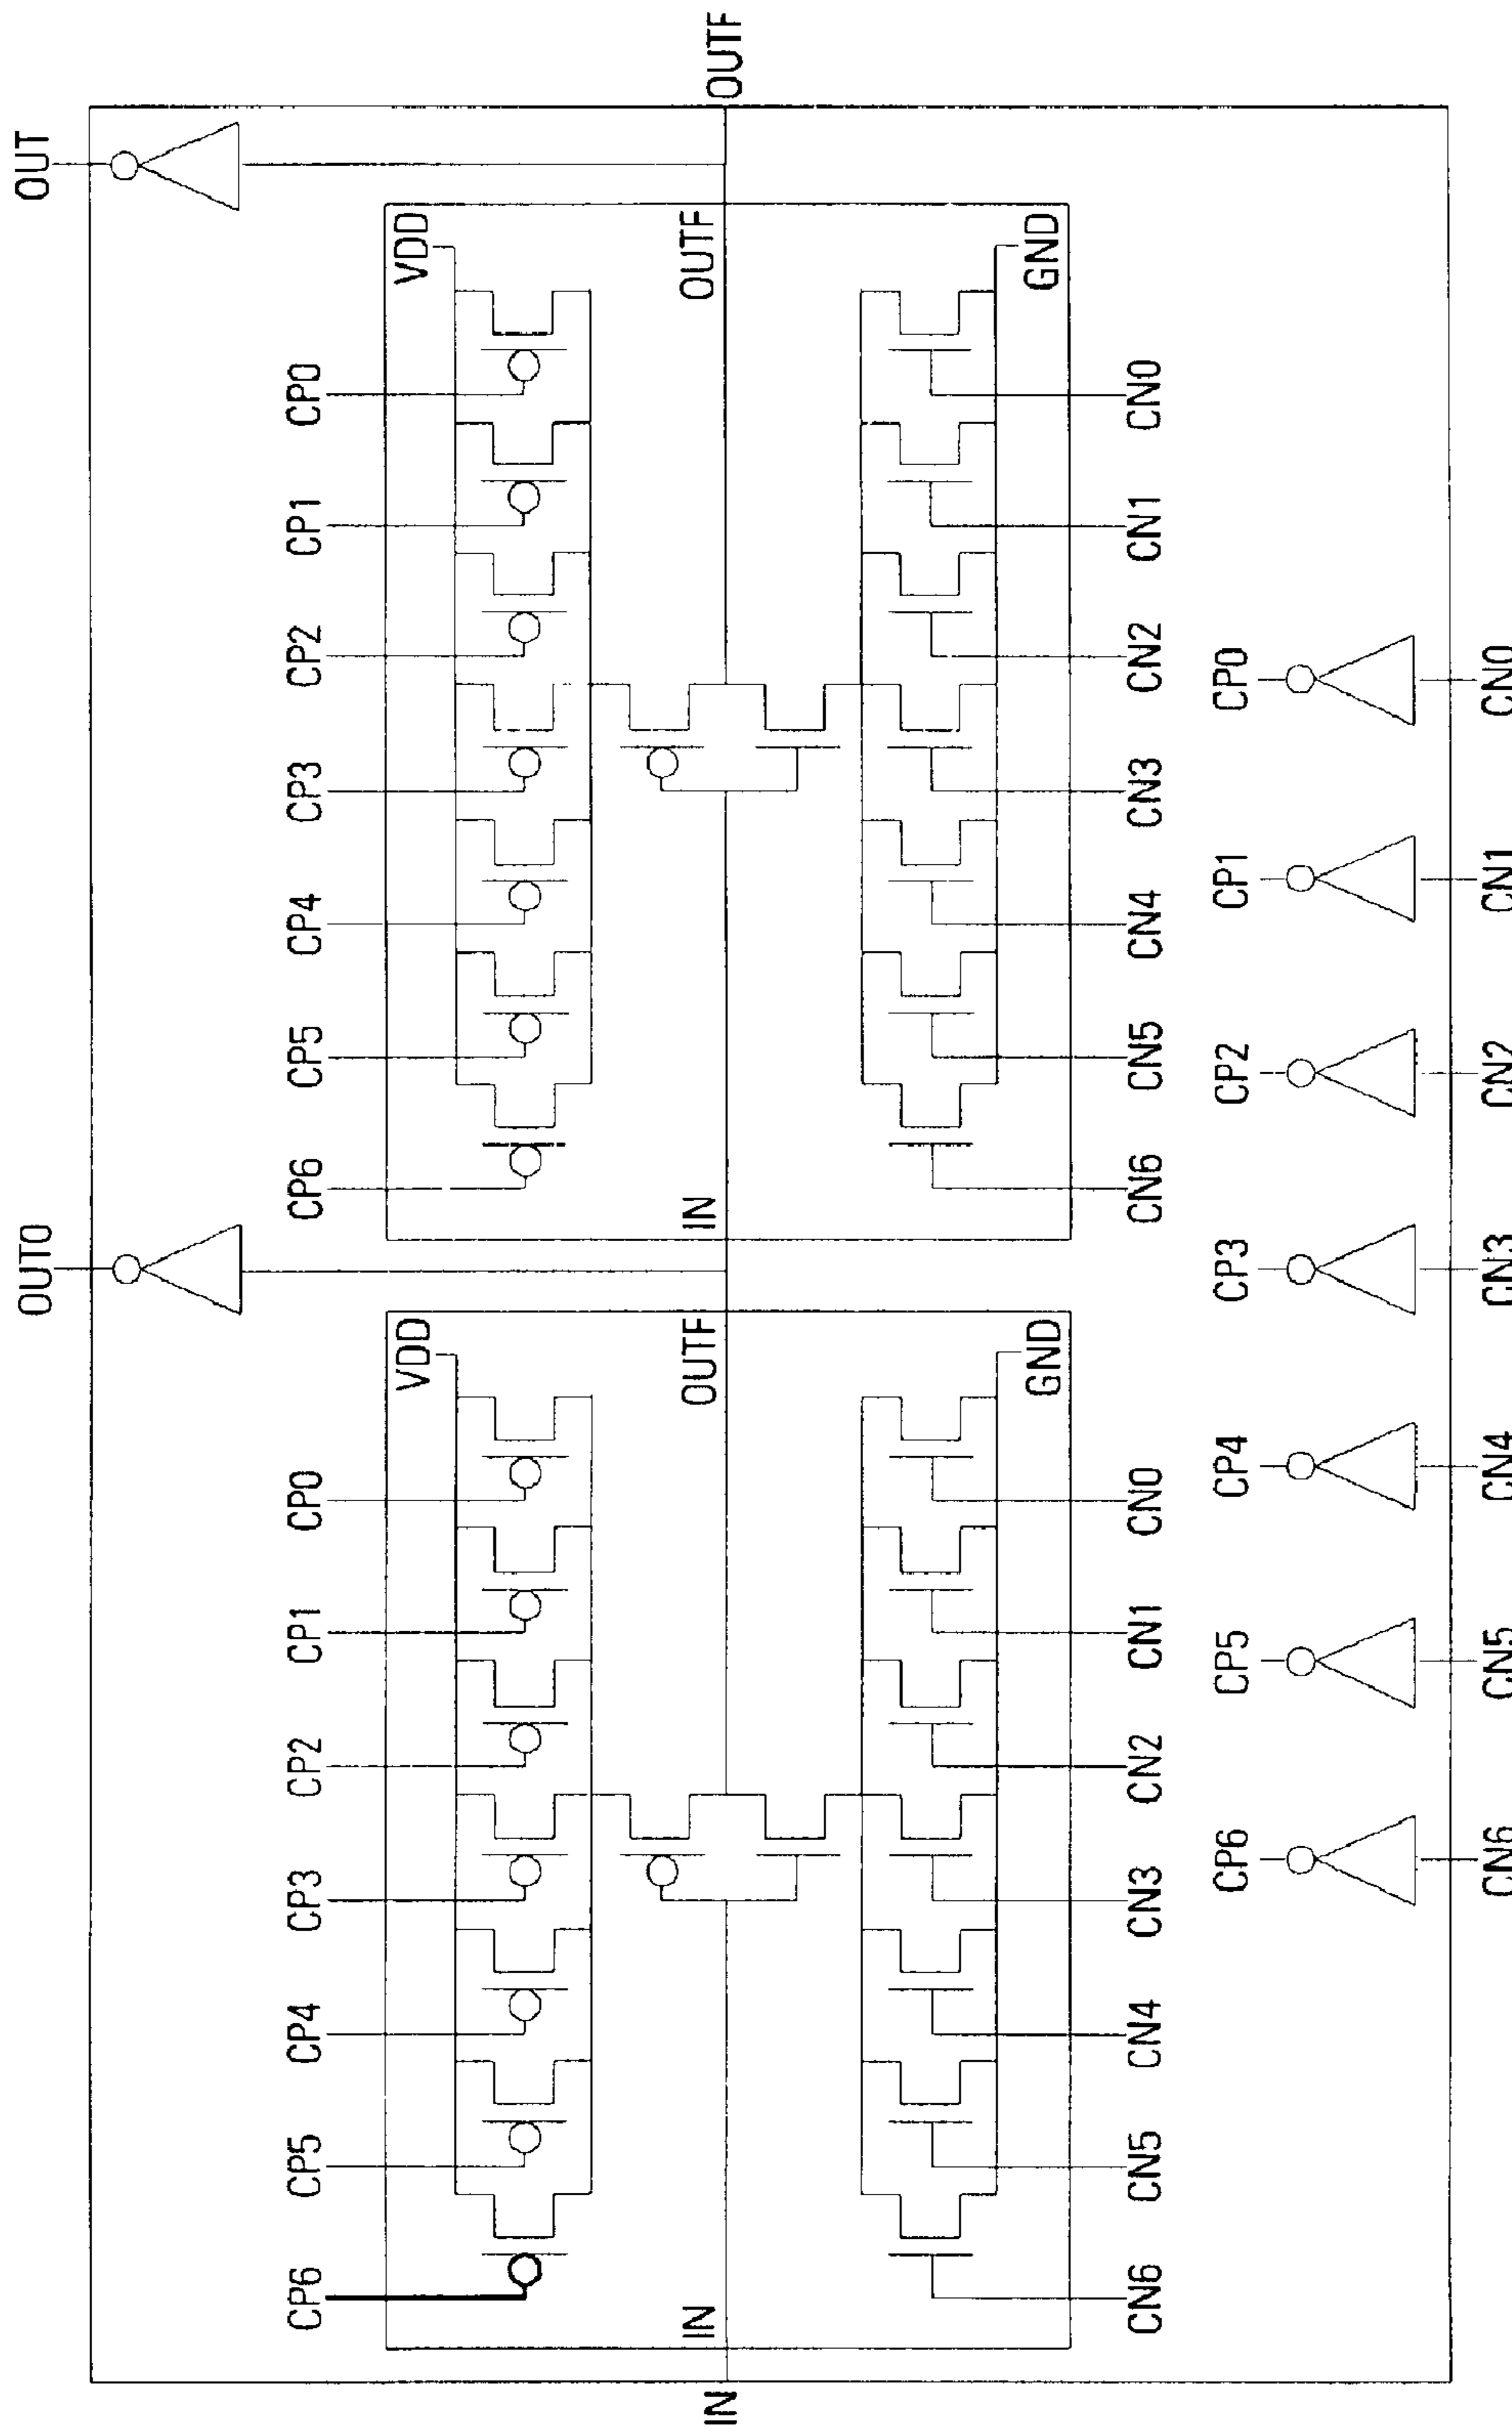 OUT0 OUT
CP6 CP5 CP4 CP3 CP2 CP1 CP0 CP6 CP5 CP4 CP3 CP2 CP1 CP0
VDD VDD
IN IN OUTF IN OUTF OUTF
GND GND
CN6 CN5 CN4 CN3 CN2 CN1 CN0 CN6 CN5 CN4 CN3 CN2 CN1 CN0
CP6 CP5 CP4 CP3 CP2 CP1 CP0
CN6 CN5 CN4 CN3 CN2 CN1 CN0